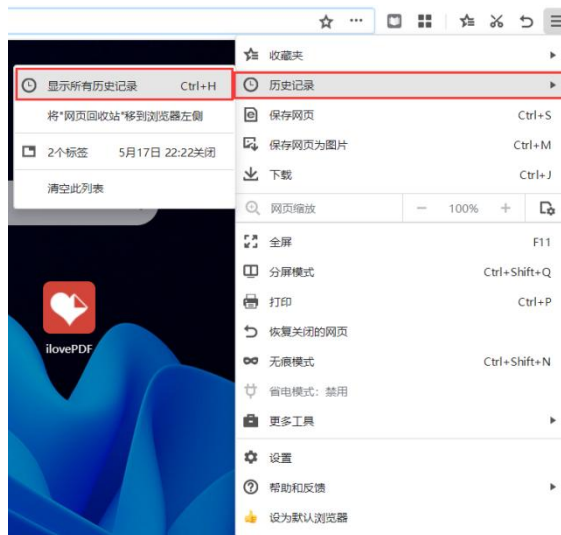 收藏夹
显示所有历史记录 Ctrl+H
历史记录
将"网页回收站"移到浏览器左侧
保存网页 Ctrl+S
2个标签 5月17日 22:22关闭
保存网页为图片 Ctrl+M
清空此列表
下载 Ctrl+J
网页缩放 — 100% +
全屏 F11
分屏模式 Ctrl+Shift+Q
打印 Ctrl+P
ilovePDF
恢复关闭的网页
无痕模式 Ctrl+Shift+N
省电模式：禁用
更多工具
设置
帮助和反馈
设为默认浏览器